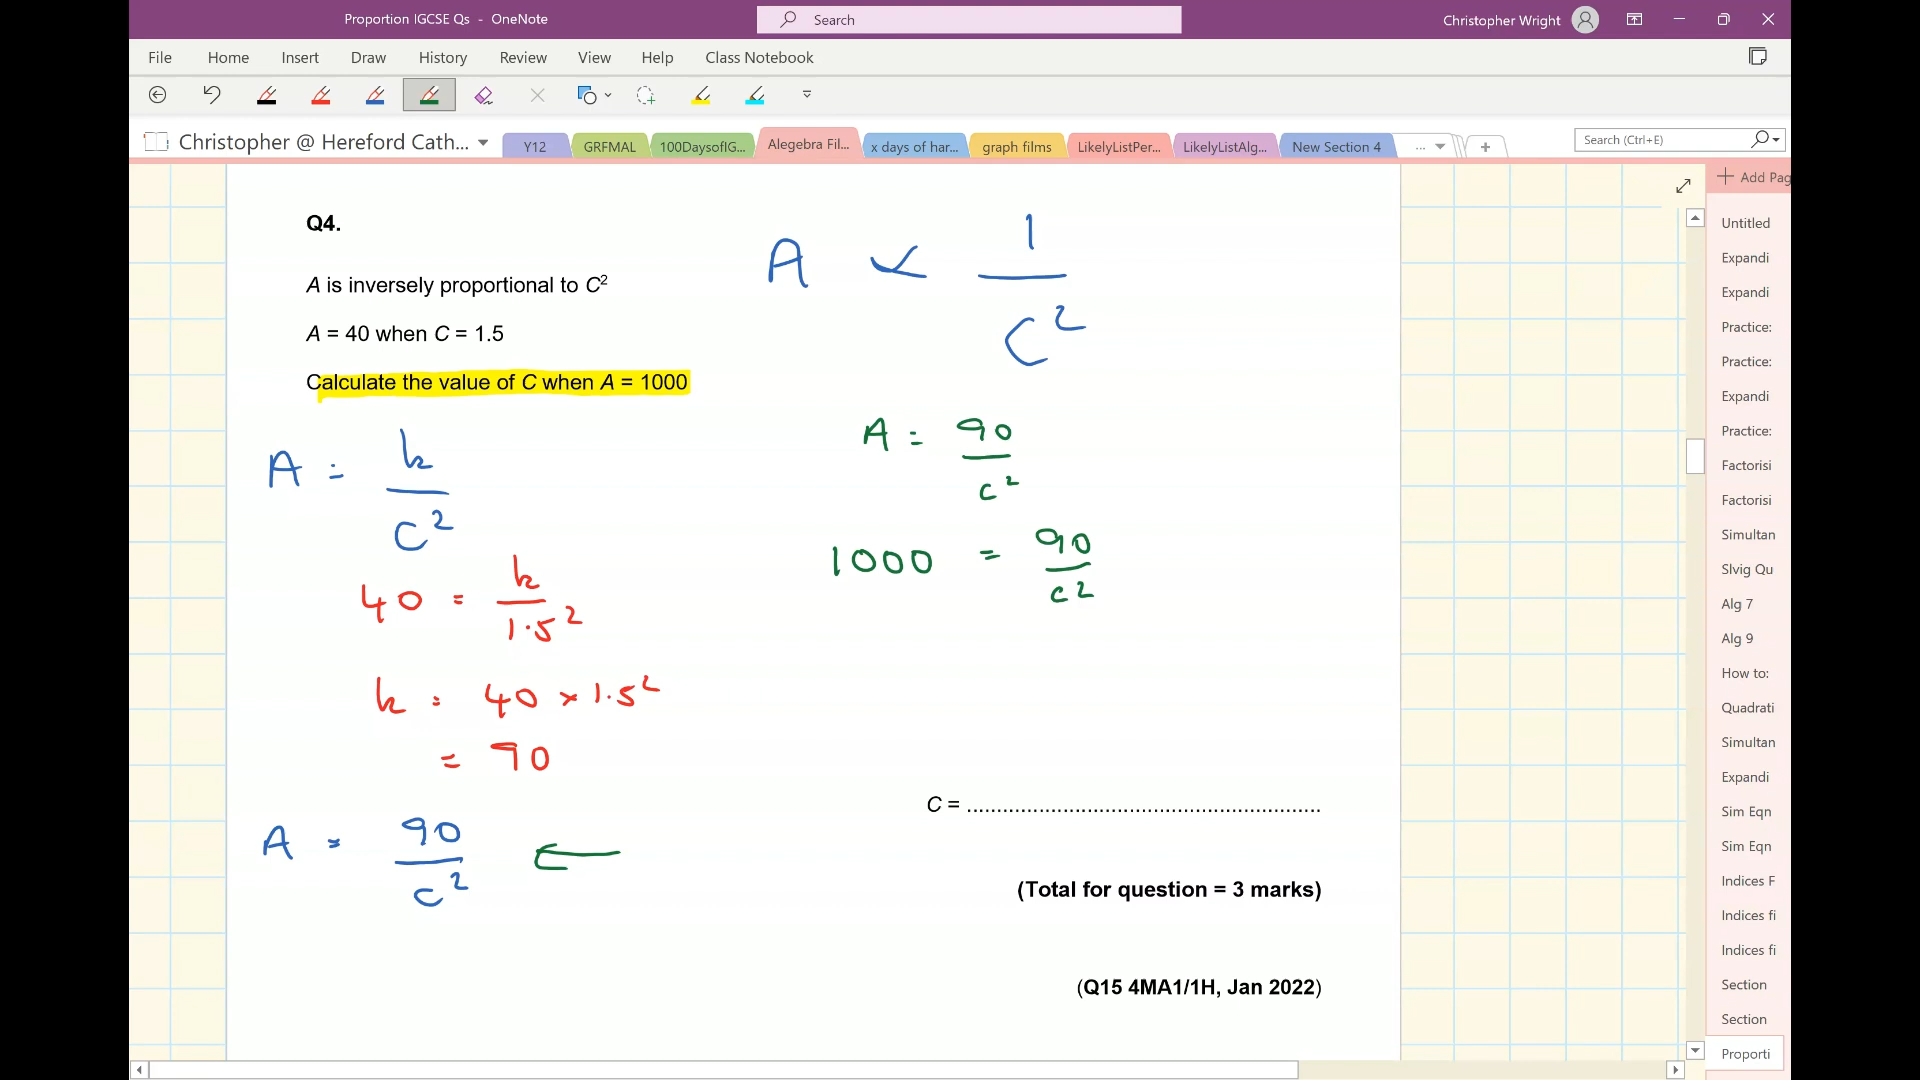 Proportion IGCSE Qs - OneNote
Search
Christopher Wright
File Home Insert Draw History Review View Help Class Notebook
Christopher @ Hereford Cath...
Y12 GRFMAL 100DaysofIG... Alegebra Fil... x days of har... graph films LikelyListPer... LikelyListAlg... New Section 4 ...
Search (Ctrl+E)
Add Pag
Untitled
Expandi
Expandi
Practice:
Practice:
Expandi
Practice:
Factorisi
Factorisi
Simultan
Slvig Qu
Alg 7
Alg 9
How to:
Quadrati
Simultan
Expandi
Sim Eqn
Sim Eqn
Indices F
Indices fi
Indices fi
Section
Section
Proporti
Q4.
A is inversely proportional to C²
A = 40 when C = 1.5
Calculate the value of C when A = 1000
A ∝ 1/C²
A = k/C²
40 = k/1.5²
k = 40 × 1.5²
= 90
A = 90/C²
A = 90/C²
1000 = 90/C²
C = ...........................................................
(Total for question = 3 marks)
(Q15 4MA1/1H, Jan 2022)